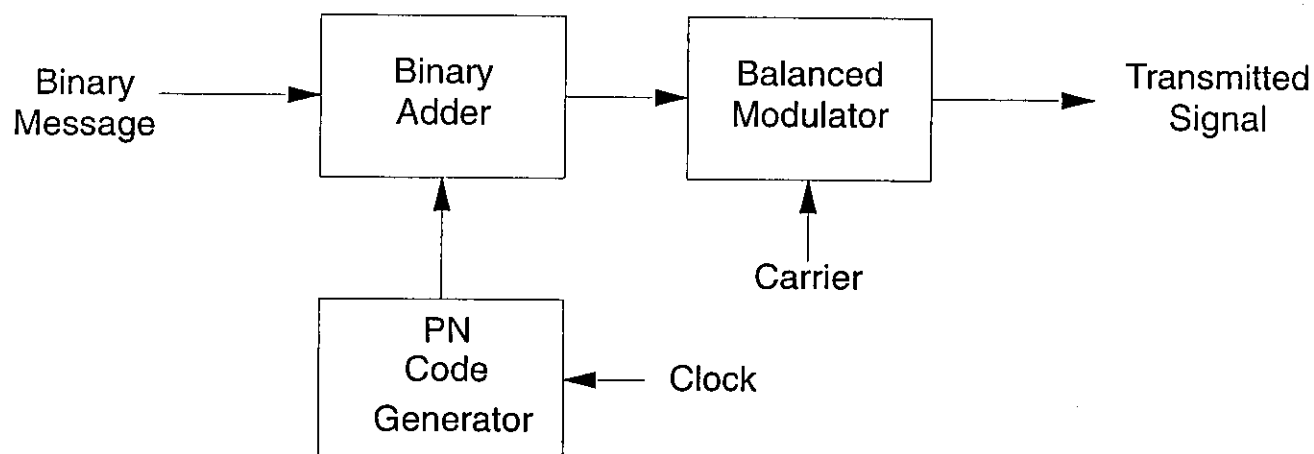 Binary
Message
Binary
Adder
Balanced
Modulator
Transmitted
Signal
Carrier
PN
Code
Generator
Clock